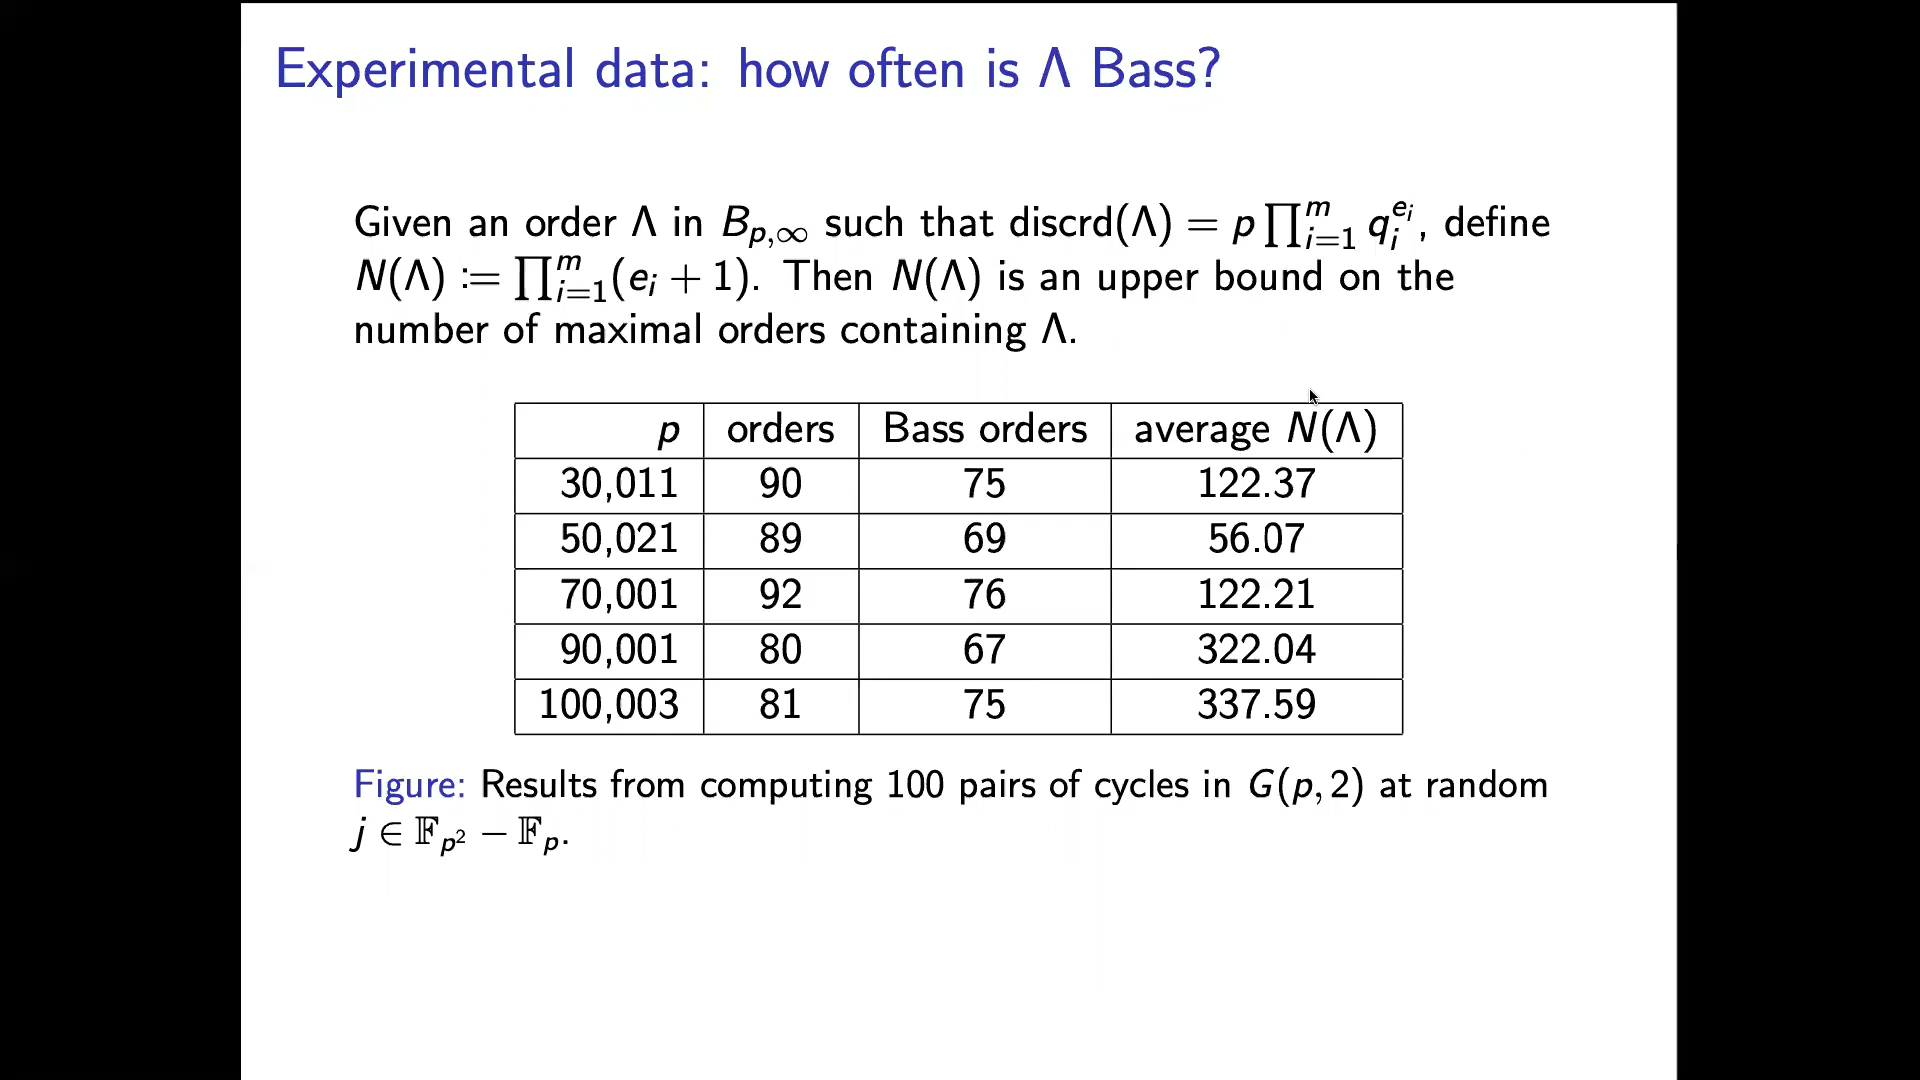 Experimental data: how often is Λ Bass?
Given an order Λ in B_{p,∞} such that discrd(Λ) = p ∏_{i=1}^{m} q_i^{e_i}, define
N(Λ) := ∏_{i=1}^{m}(e_i + 1). Then N(Λ) is an upper bound on the
number of maximal orders containing Λ.
p orders Bass orders average N(Λ)
30,011 90 75 122.37
50,021 89 69 56.07
70,001 92 76 122.21
90,001 80 67 322.04
100,003 81 75 337.59
Figure: Results from computing 100 pairs of cycles in G(p, 2) at random
j ∈ 𝔽_{p²} − 𝔽_p.